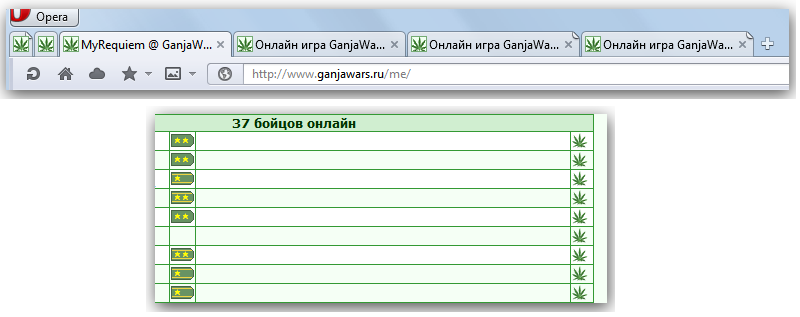 Opera
MyRequiem @ GanjaW... Онлайн игра GanjaWa... Онлайн игра GanjaWa... Онлайн игра GanjaWa...
http://www.ganjawars.ru/me/
37 бойцов онлайн